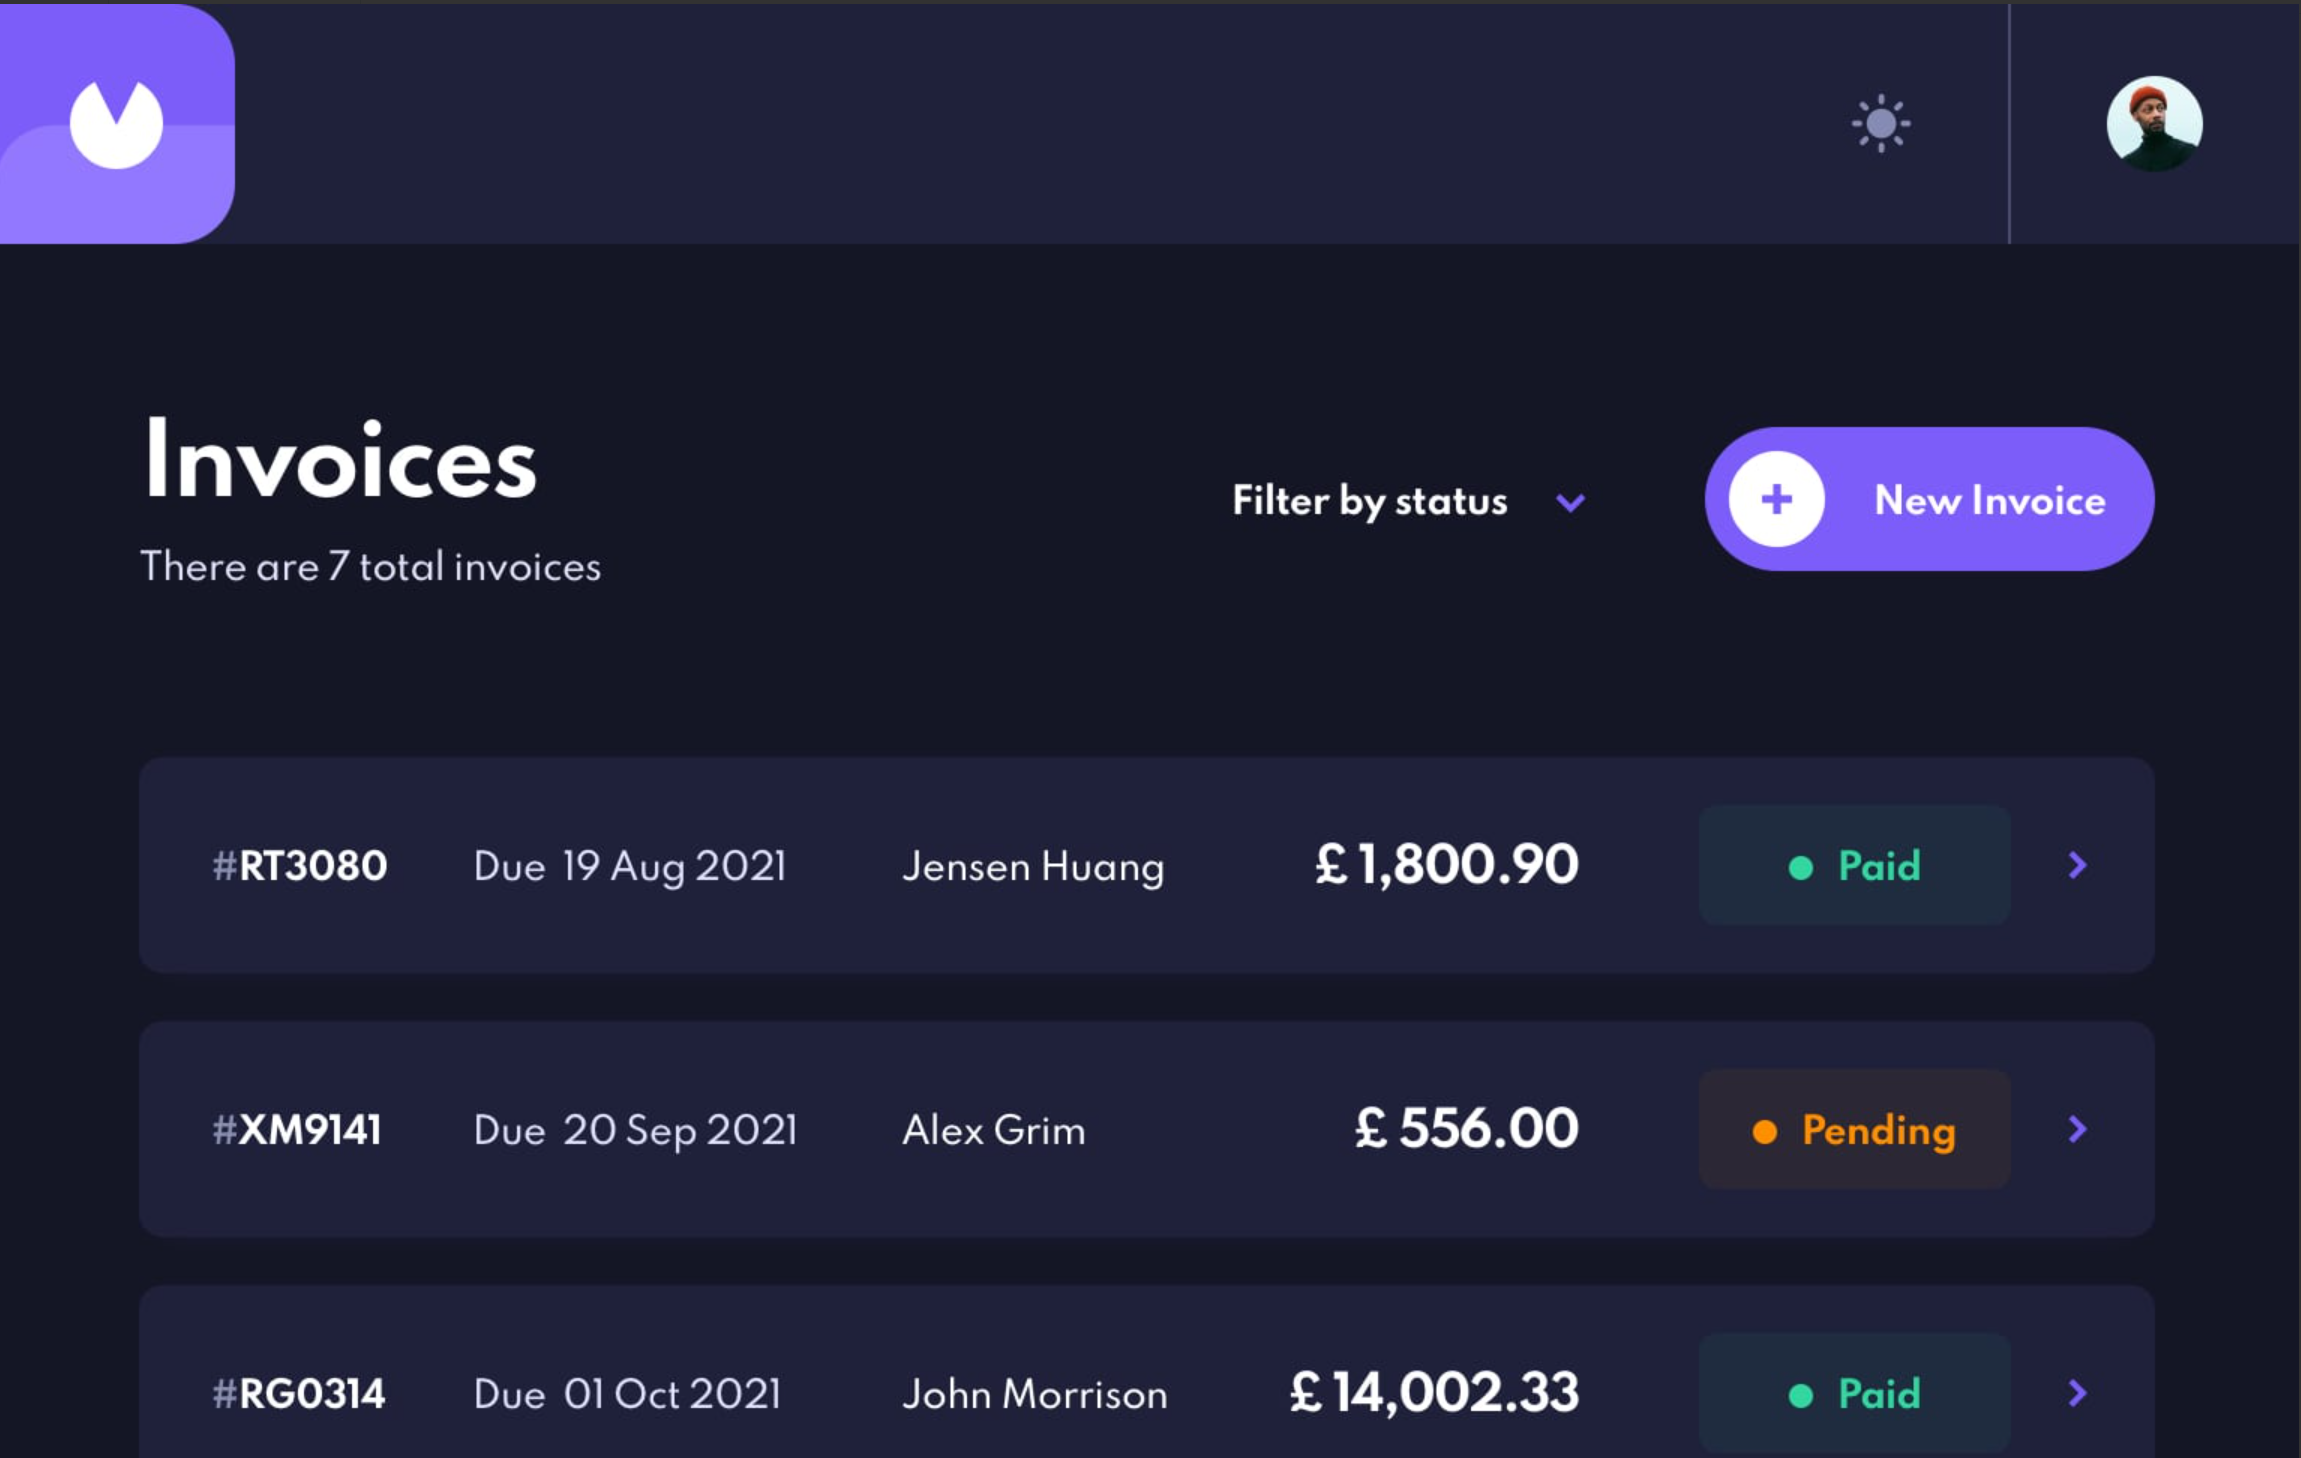 Invoices
There are 7 total invoices
Filter by status
New Invoice
#RT3080 Due 19 Aug 2021 Jensen Huang £ 1,800.90 Paid
#XM9141 Due 20 Sep 2021 Alex Grim £ 556.00 Pending
#RG0314 Due 01 Oct 2021 John Morrison £ 14,002.33 Paid